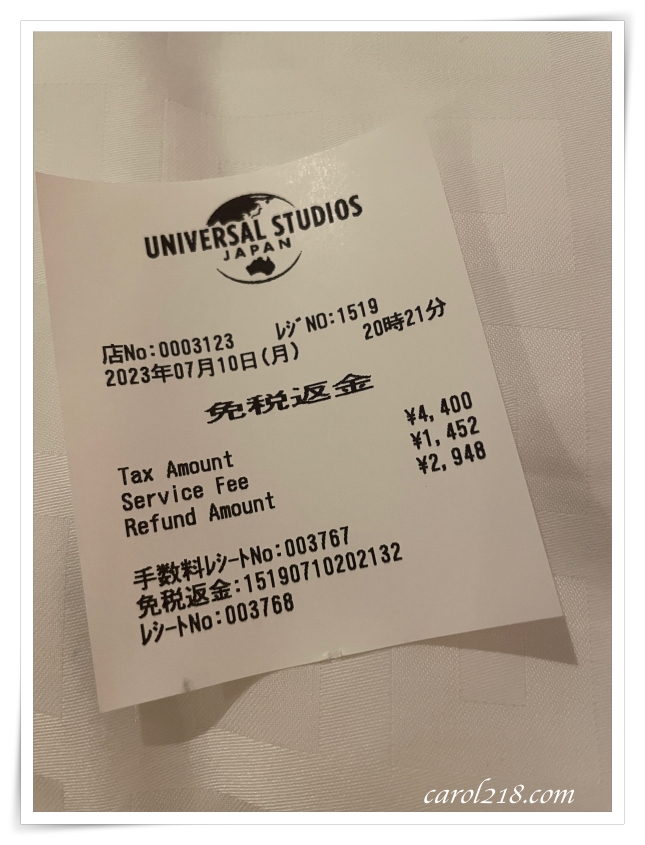 UNIVERSAL STUDIOS
JAPAN
店No:0003123 ﾚｼﾞNO:1519
2023年07月10日(月) 20時21分
免税返金
Tax Amount ¥4,400
Service Fee ¥1,452
Refund Amount ¥2,948
手数料ﾚｼｰﾄNo:003767
免税返金:15190710202132
ﾚｼｰﾄNo:003768
carol218.com